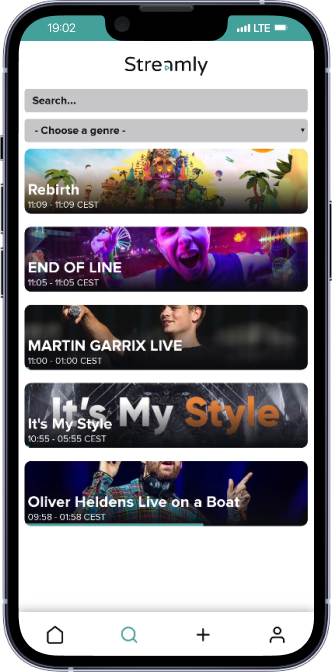 19:02
LTE
Streamly
Search...
- Choose a genre -
Rebirth
11:09 - 11:09 CEST
END OF LINE
11:05 - 11:05 CEST
MARTIN GARRIX LIVE
11:00 - 01:00 CEST
It's My Style
It's My Style
10:55 - 05:55 CEST
Oliver Heldens Live on a Boat
09:58 - 01:58 CEST